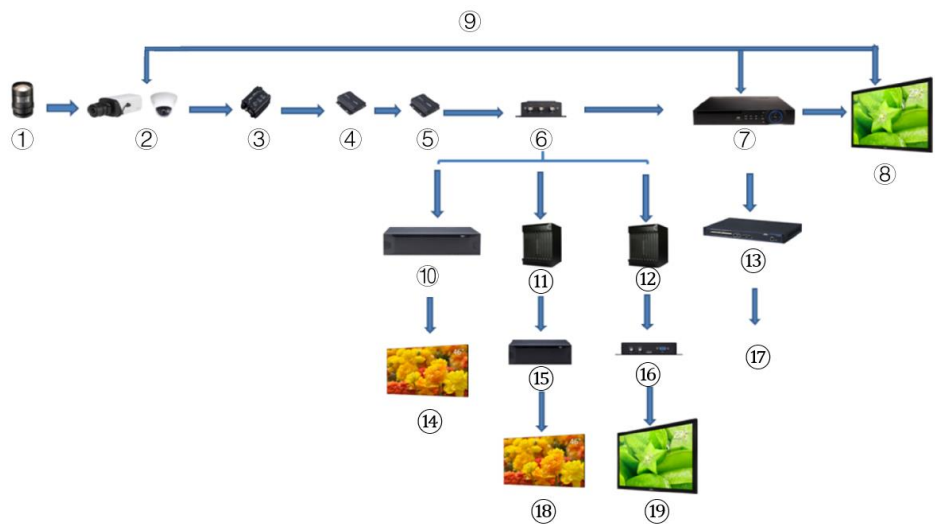 ⑨
① ② ③ ④ ⑤ ⑥ ⑦ ⑧
⑩ ⑪ ⑫ ⑬
⑭ ⑮ ⑯ ⑰
⑱ ⑲